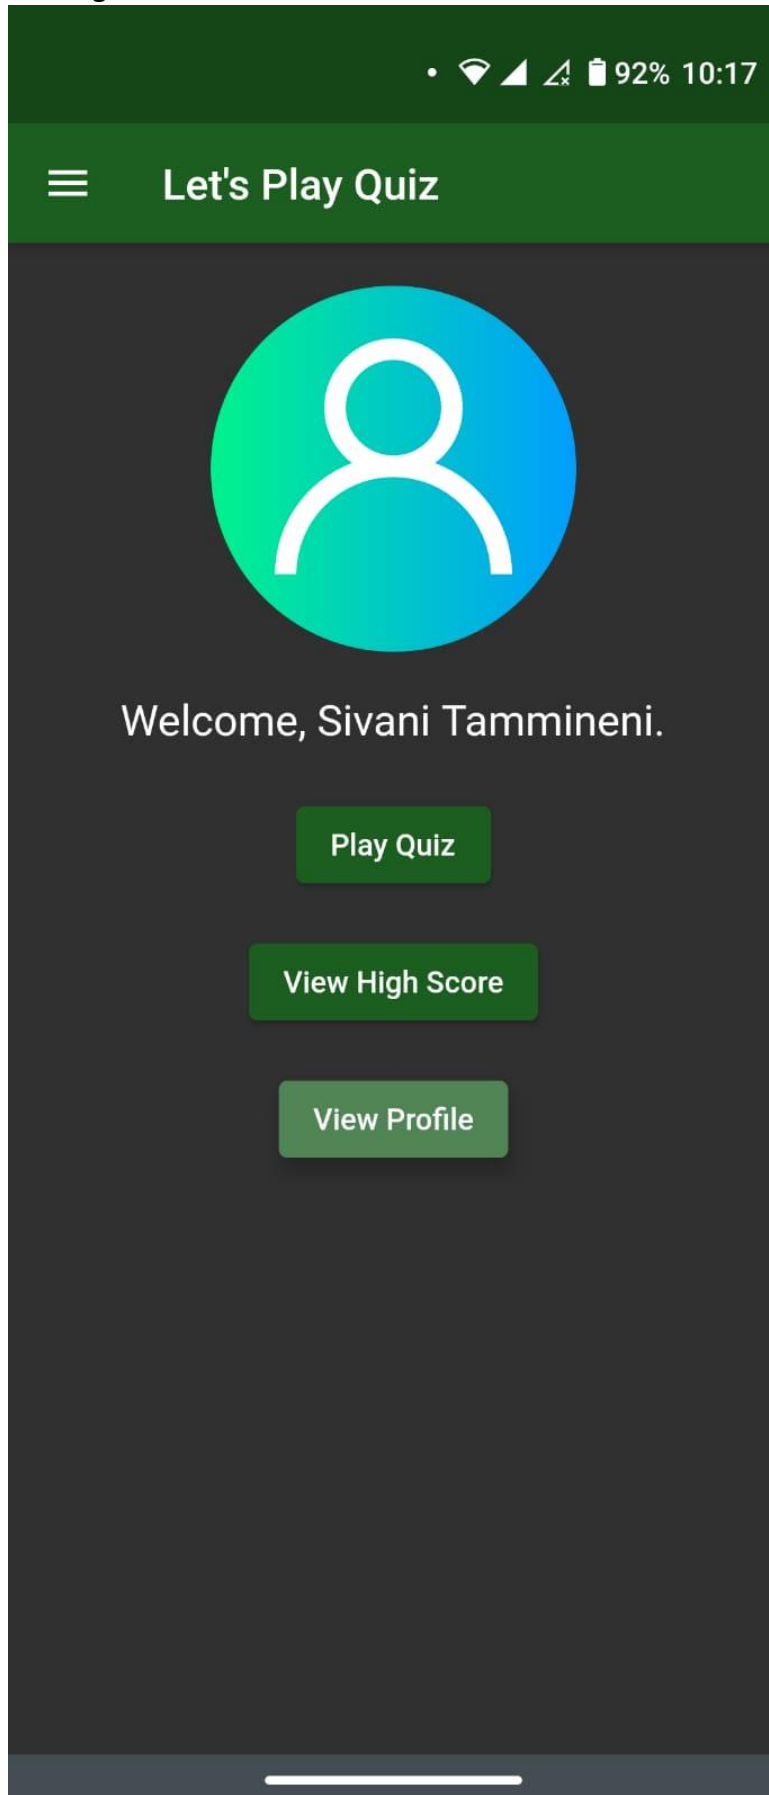 92% 10:17
Let's Play Quiz
Welcome, Sivani Tammineni.
Play Quiz
View High Score
View Profile